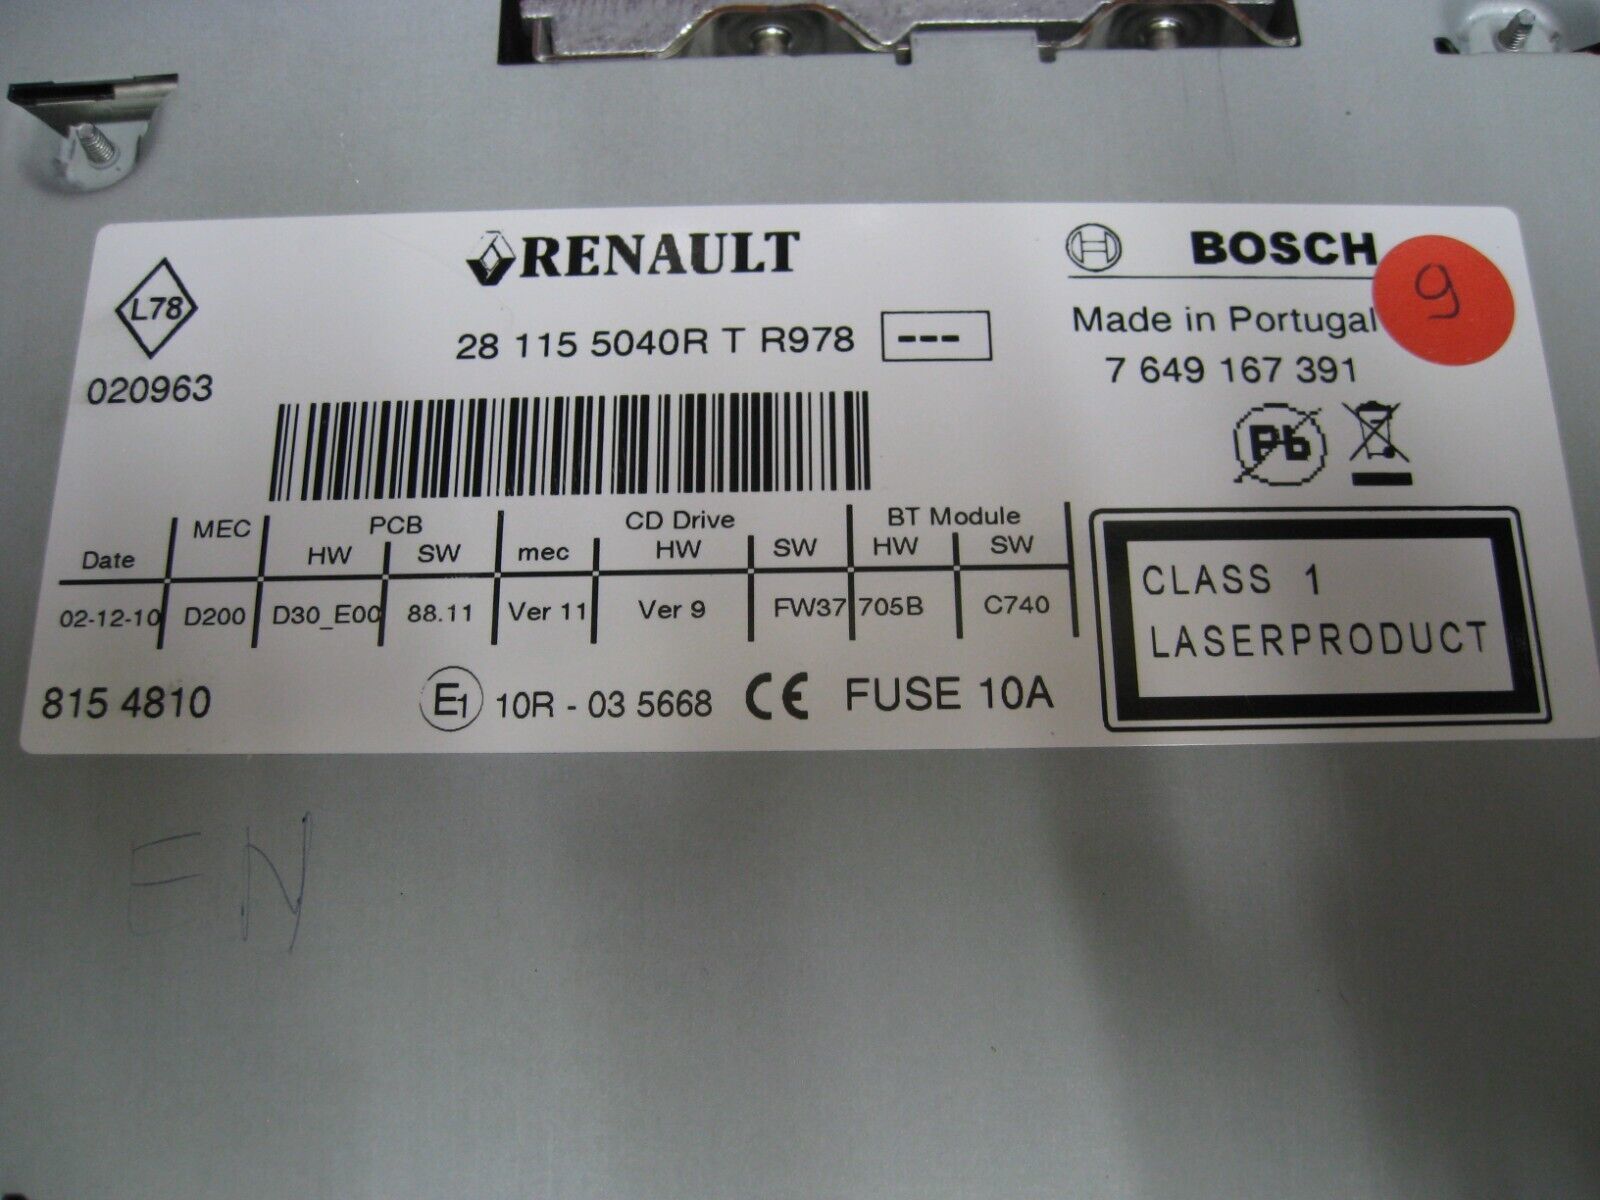 RENAULT
BOSCH
9
L78
Made in Portugal
28 115 5040R T R978 ---
7 649 167 391
020963
Pb
MEC PCB CD Drive BT Module
Date HW SW mec HW SW HW SW
02-12-10 D200 D30_E00 88.11 Ver 11 Ver 9 FW37 705B C740
CLASS 1
LASERPRODUCT
815 4810 E1 10R - 03 5668 CE FUSE 10A
EN